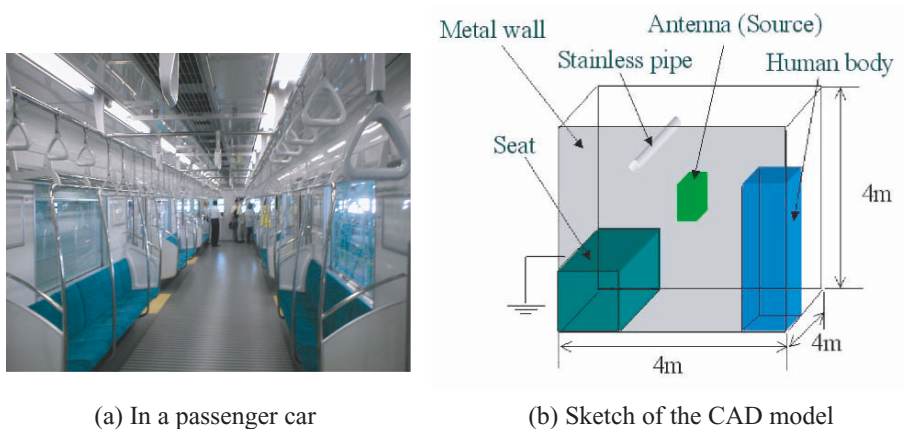 Metal wall
Antenna (Source)
Stainless pipe
Human body
Seat
4m
4m
4m
(a) In a passenger car
(b) Sketch of the CAD model